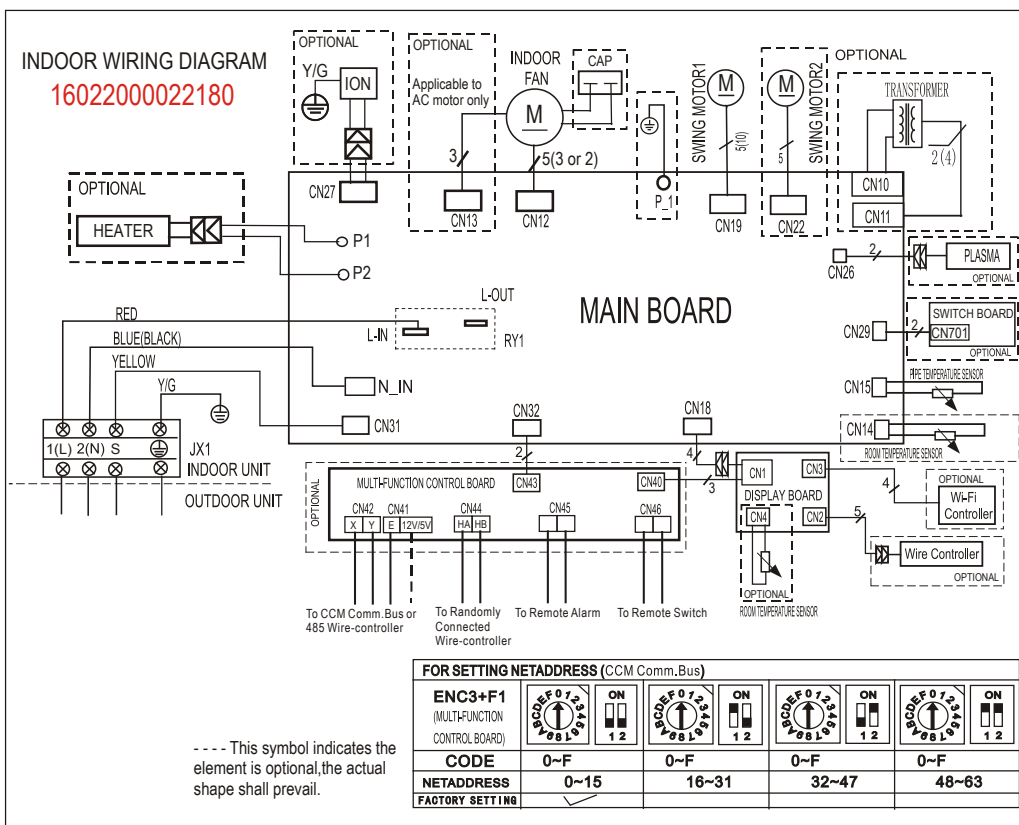 INDOOR WIRING DIAGRAM
16022000022180
OPTIONAL
Y/G
ION
CN27
OPTIONAL
Applicable to
AC motor only
3
CN13
INDOOR
FAN
M
5(3 or 2)
CN12
CAP
P_1
SWING MOTOR1
M
5(10)
CN19
SWING MOTOR2
M
5
CN22
OPTIONAL
TRANSFORMER
2(4)
CN10
CN11
OPTIONAL
HEATER
P1
P2
CN26
2
PLASMA
OPTIONAL
MAIN BOARD
L-OUT
L-IN
RY1
CN29
2
SWITCH BOARD
CN701
OPTIONAL
RED
BLUE(BLACK)
YELLOW
Y/G
N_IN
CN31
CN15
PIPE TEMPERATURE SENSOR
CN14
ROOM TEMPERATURE SENSOR
1(L) 2(N) S
JX1
INDOOR UNIT
OUTDOOR UNIT
CN32
2
CN18
4
3
OPTIONAL
MULTI-FUNCTION CONTROL BOARD
CN43
CN40
CN42
X Y
CN41
E 12V/5V
CN44
HA HB
CN45
CN46
CN1
CN3
DISPLAY BOARD
CN4
CN2
4
OPTIONAL
Wi-Fi
Controller
5
Wire Controller
OPTIONAL
OPTIONAL
ROOM TEMPERATURE SENSOR
To CCM Comm.Bus or
485 Wire-controller
To Randomly
Connected
Wire-controller
To Remote Alarm
To Remote Switch
FOR SETTING NETADDRESS (CCM Comm.Bus)
ENC3+F1
(MULTI-FUNCTION
CONTROL BOARD)
0123456789ABCDEF
ON
1 2
0123456789ABCDEF
ON
1 2
0123456789ABCDEF
ON
1 2
0123456789ABCDEF
ON
1 2
CODE 0~F 0~F 0~F 0~F
NETADDRESS 0~15 16~31 32~47 48~63
FACTORY SETTING
- - - - This symbol indicates the
element is optional,the actual
shape shall prevail.